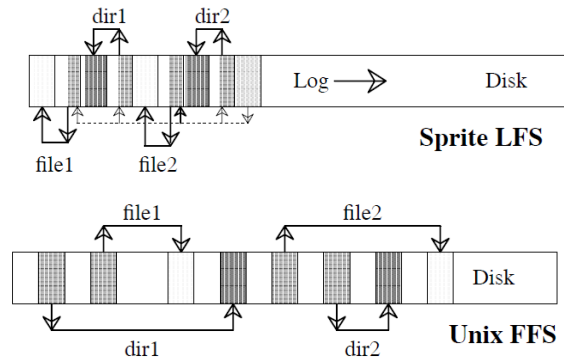 dir1 dir2
Log Disk
Sprite LFS
file1 file2
file1 file2
Disk
Unix FFS
dir1 dir2